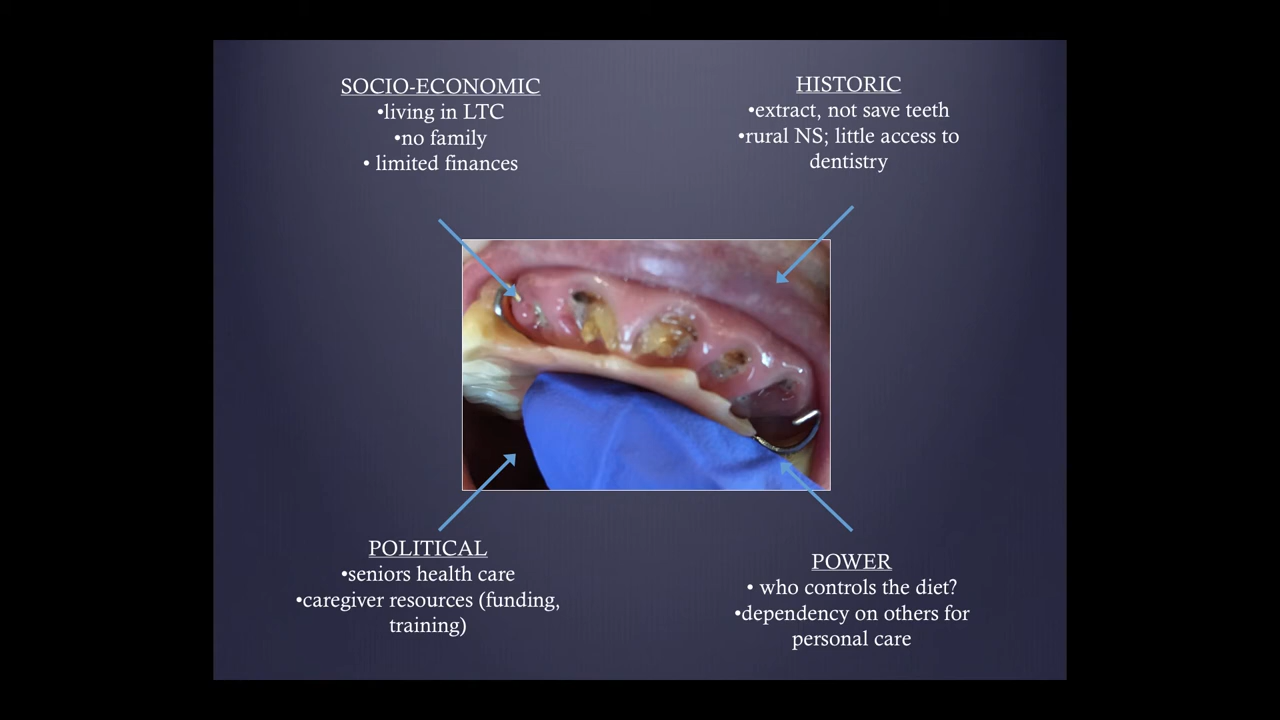 SOCIO-ECONOMIC
•living in LTC
•no family
• limited finances
HISTORIC
•extract, not save teeth
•rural NS; little access to
dentistry
POLITICAL
•seniors health care
•caregiver resources (funding,
training)
POWER
• who controls the diet?
•dependency on others for
personal care